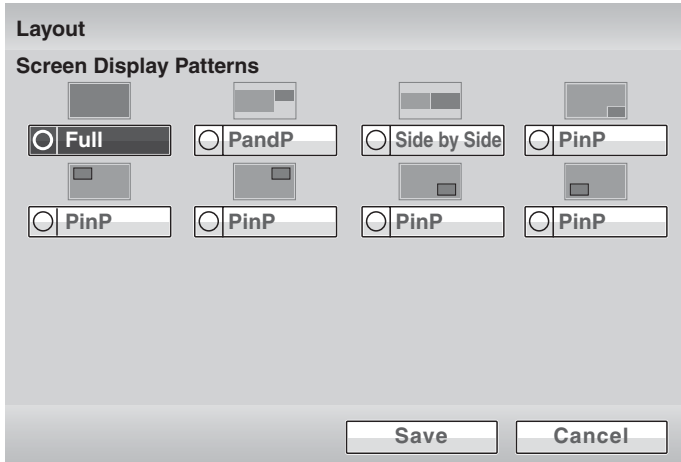 Layout
Screen Display Patterns
Full PandP Side by Side PinP
PinP PinP PinP PinP
Save Cancel